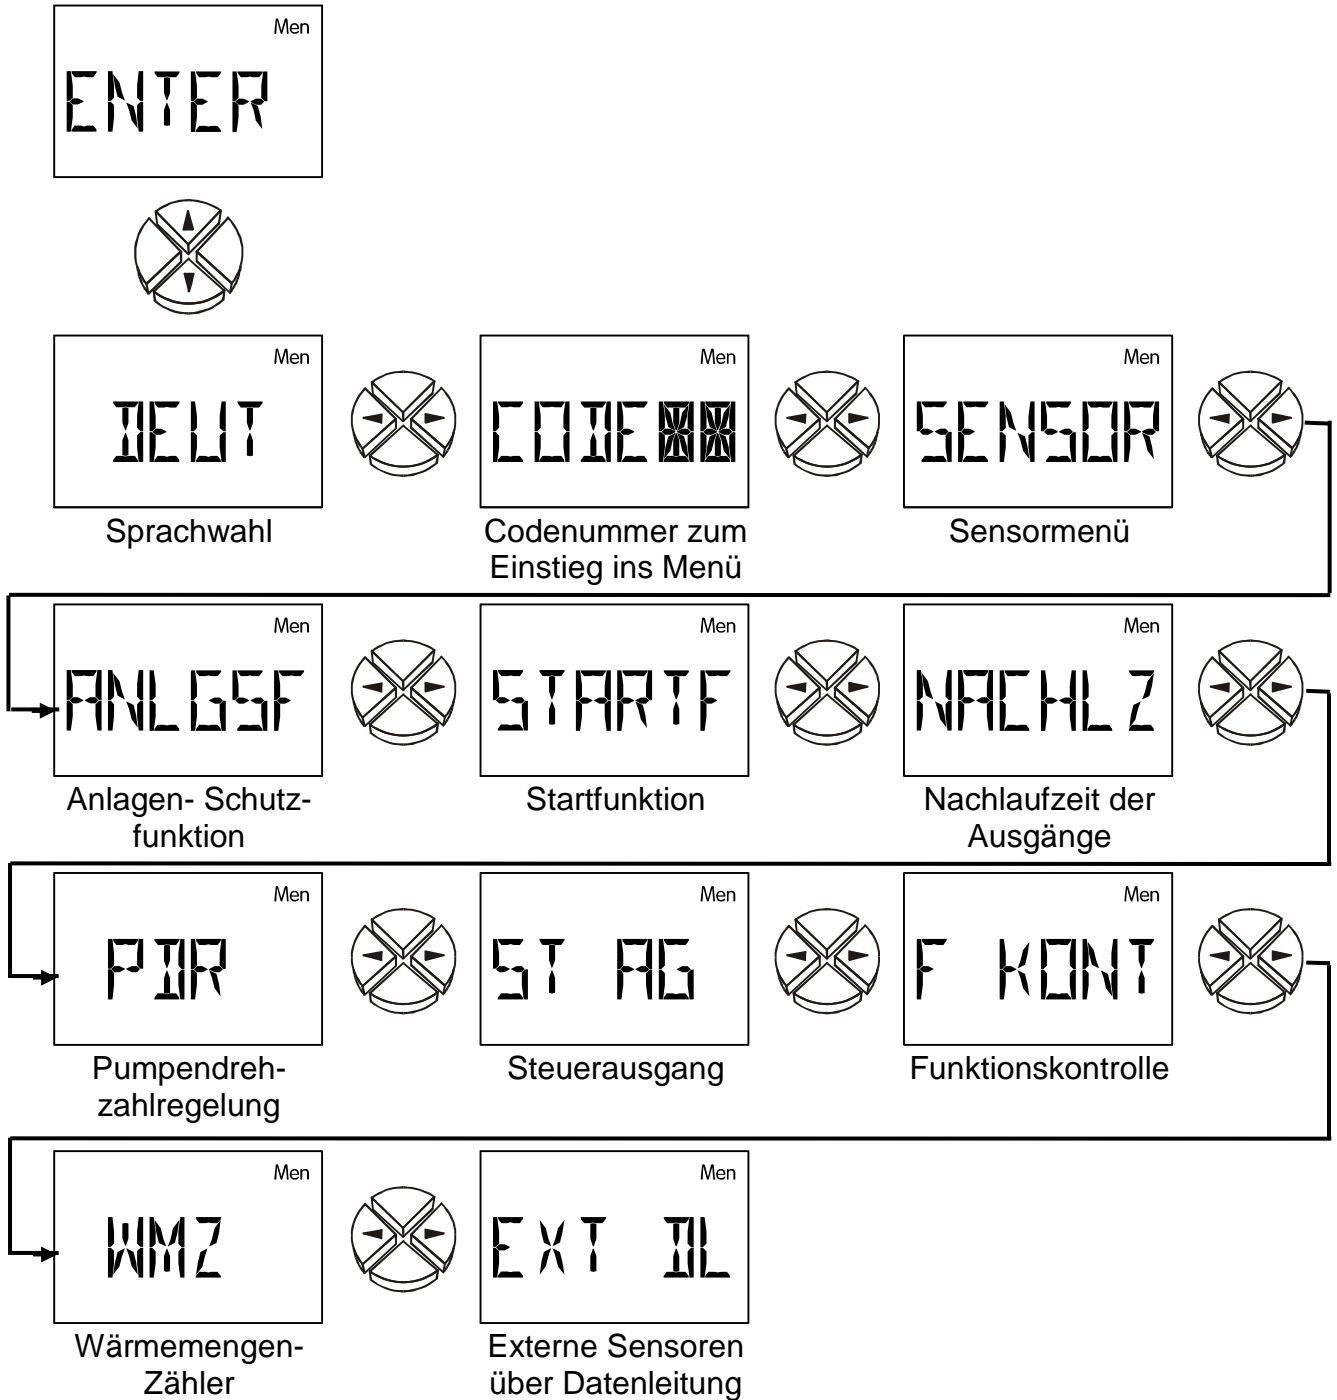 Men
ENTER
Men
DEUT
Sprachwahl
Men
CODE
Codenummer zum
Einstieg ins Menü
Men
SENSOR
Sensormenü
Men
ANLGSF
Anlagen- Schutz-
funktion
Men
STARTF
Startfunktion
Men
NACHLZ
Nachlaufzeit der
Ausgänge
Men
PDR
Pumpendreh-
zahlregelung
Men
ST AG
Steuerausgang
Men
F KONT
Funktionskontrolle
Men
WMZ
Wärmemengen-
Zähler
Men
EXT DL
Externe Sensoren
über Datenleitung